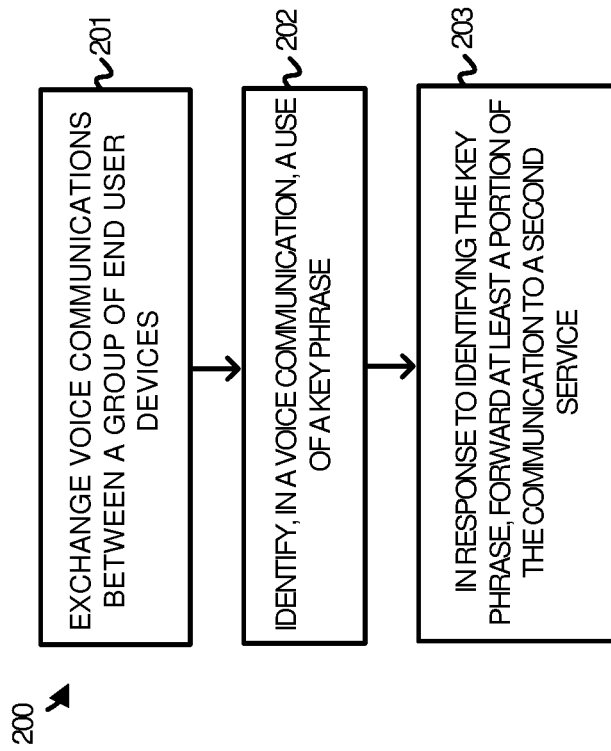 200
EXCHANGE VOICE COMMUNICATIONS
BETWEEN A GROUP OF END USER
DEVICES
201
IDENTIFY, IN A VOICE COMMUNICATION, A USE
OF A KEY PHRASE
202
IN RESPONSE TO IDENTIFYING THE KEY
PHRASE, FORWARD AT LEAST A PORTION OF
THE COMMUNICATION TO A SECOND
SERVICE
203